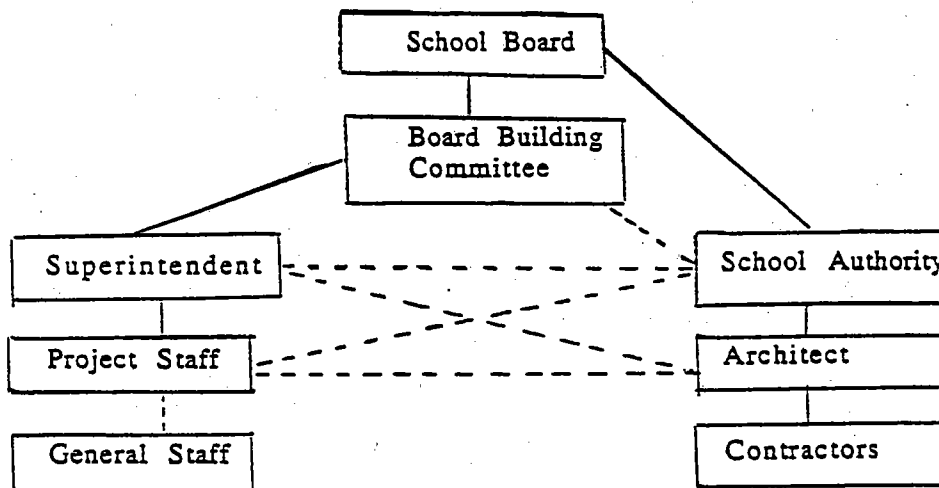 School Board
Board Building
Committee
Superintendent
School Authority
Project Staff
Architect
General Staff
Contractors